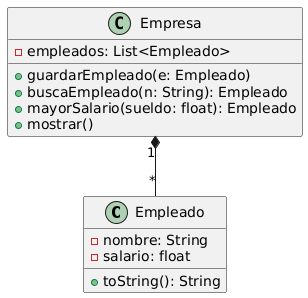 C Empresa
empleados: List<Empleado>
guardarEmpleado(e: Empleado)
buscaEmpleado(n: String): Empleado
mayorSalario(sueldo: float): Empleado
mostrar()
1
*
C Empleado
nombre: String
salario: float
toString(): String